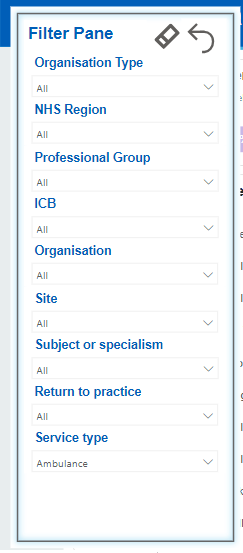 Filter Pane
Organisation Type
All
NHS Region
All
Professional Group
All
ICB
All
Organisation
All
Site
All
Subject or specialism
All
Return to practice
All
Service type
Ambulance